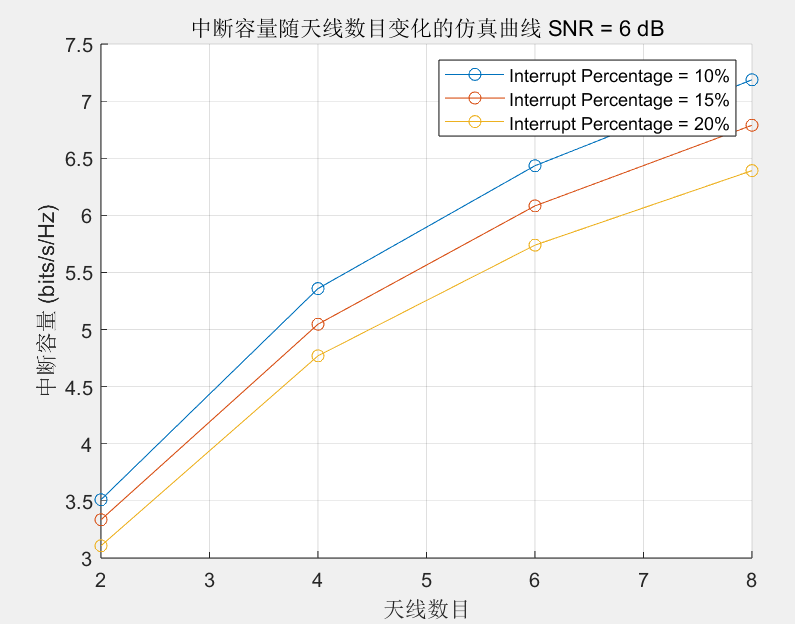 中断容量随天线数目变化的仿真曲线 SNR = 6 dB
Interrupt Percentage = 10%
Interrupt Percentage = 15%
Interrupt Percentage = 20%
中断容量 (bits/s/Hz)
7.5
7
6.5
6
5.5
5
4.5
4
3.5
3
2 3 4 5 6 7 8
天线数目